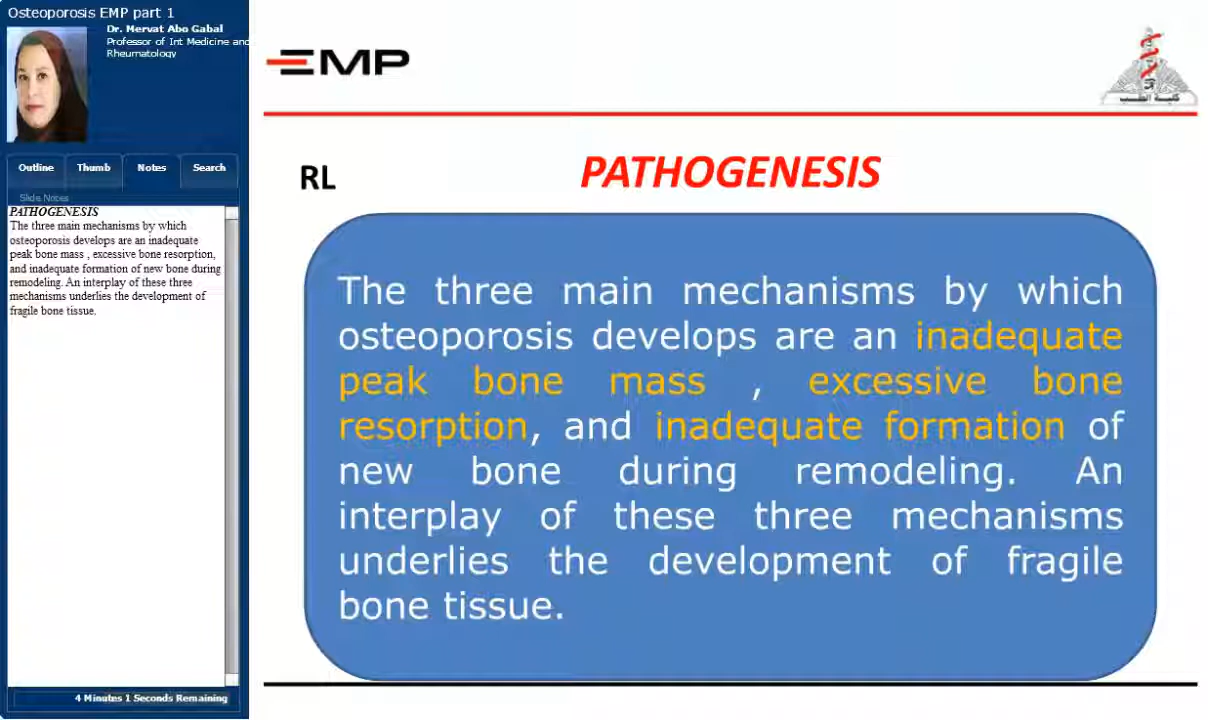 Osteoporosis EMP part 1
Dr. Mervat Abo Gabal
Professor of Int Medicine and
Rheumatology
Outline Thumb Notes Search
Slide Notes
PATHOGENESIS
The three main mechanisms by which
osteoporosis develops are an inadequate
peak bone mass , excessive bone resorption,
and inadequate formation of new bone during
remodeling. An interplay of these three
mechanisms underlies the development of
fragile bone tissue.
4 Minutes 1 Seconds Remaining
EMP
كلية الطب
RL
PATHOGENESIS
The three main mechanisms by which
osteoporosis develops are an inadequate
peak bone mass , excessive bone
resorption, and inadequate formation of
new bone during remodeling. An
interplay of these three mechanisms
underlies the development of fragile
bone tissue.